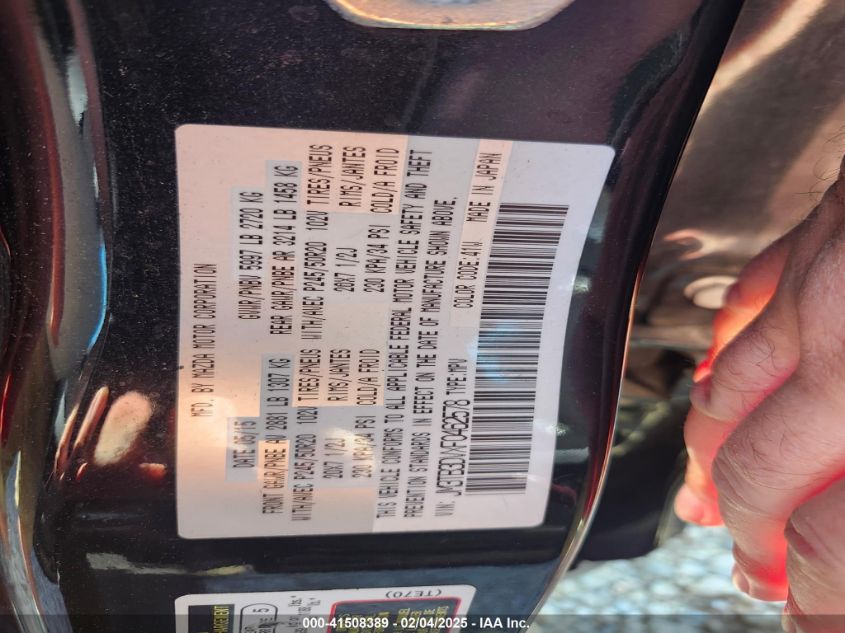 MFD. BY MAZDA MOTOR CORPORATION
DATE: 06/15 GVWR/PNBV 5997 LB 2720 KG
FRONT GAWR/PNBE AV 2881 LB 1307 KG REAR GAWR/PNBE AR 3214 LB 1458 KG
WITH/AVEC P245/50R20 102U TIRES/PNEUS WITH/AVEC P245/50R20 102U TIRES/PNEUS
20X7 1/2J RIMS/JANTES 20X7 1/2J RIMS/JANTES
230 KPA/34 PSI COLD/A FROID 230 KPA/34 PSI COLD/A FROID
THIS VEHICLE CONFORMS TO ALL APPLICABLE FEDERAL MOTOR VEHICLE SAFETY AND THEFT
PREVENTION STANDARDS IN EFFECT ON THE DATE OF MANUFACTURE SHOWN ABOVE.
VIN: JM3TB3DVXF0462578 TYPE:MPV
COLOR CODE:41W MADE IN JAPAN
5
(TE70)
000-41508389 - 02/04/2025 - IAA Inc.